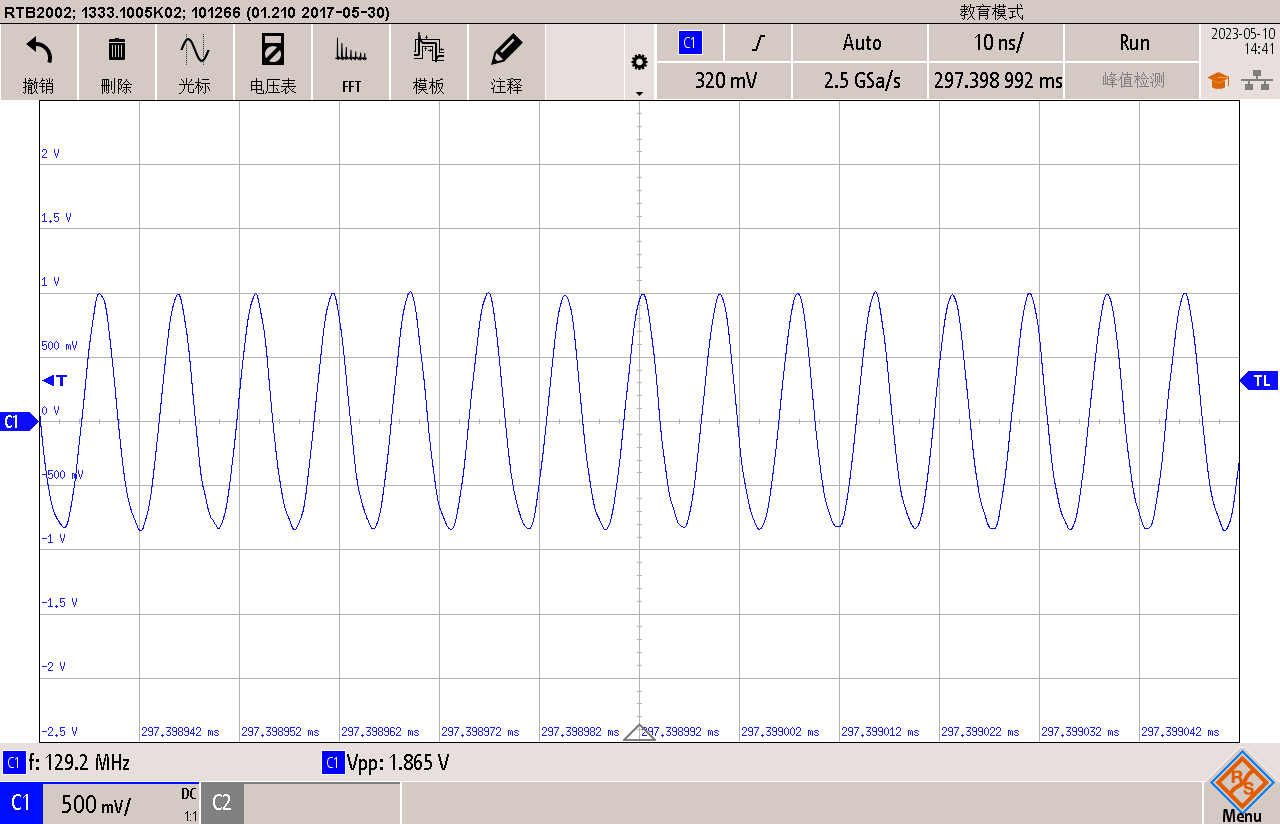 RTB2002; 1333.1005K02; 101266 (01.210 2017-05-30) 教育模式
撤销 删除 光标 电压表 FFT 模板 注释
C1 Auto 10 ns/ Run 2023-05-10
14:41
320 mV 2.5 GSa/s 297.398 992 ms 峰值检测
2 V
1.5 V
1 V
500 mV
T TL
0 V
C1
-500 mV
-1 V
-1.5 V
-2 V
-2.5 V 297.398942 ms 297.398952 ms 297.398962 ms 297.398972 ms 297.398982 ms 297.398992 ms 297.399002 ms 297.399012 ms 297.399022 ms 297.399032 ms 297.399042 ms
C1 f: 129.2 MHz C1 Vpp: 1.865 V
C1 500 mV/ DC 1:1 C2
R&S
Menu